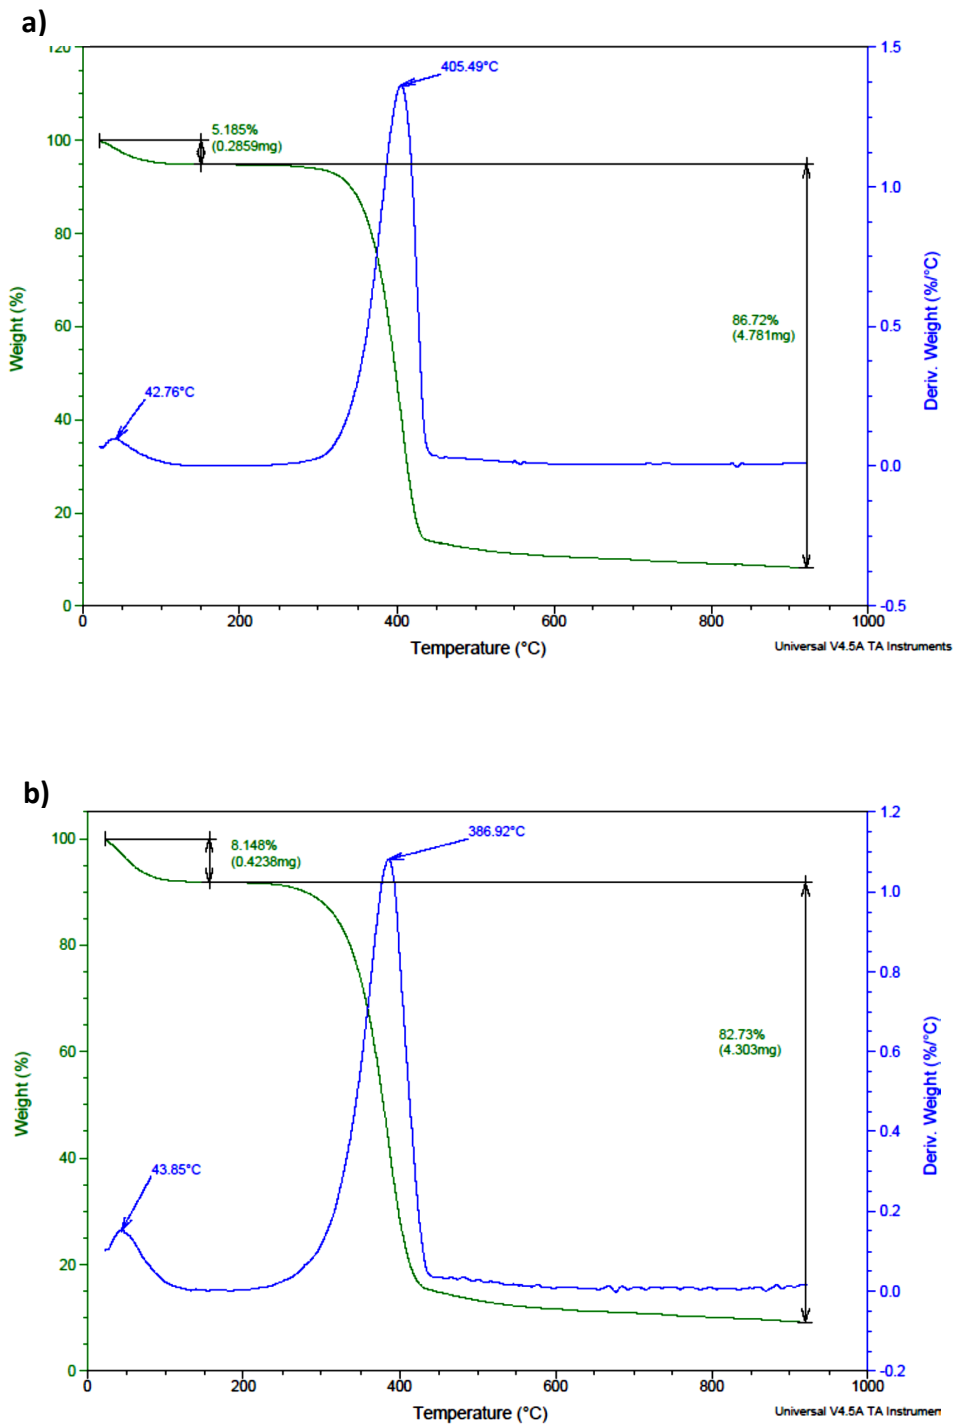 a)
120
1.5
405.49°C
5.185%
(0.2859mg)
100
1.0
80
86.72%
(4.781mg)
60
0.5
42.76°C
40
0.0
20
0
-0.5
0
200
400
600
800
1000
Weight (%)
Deriv. Weight (%/°C)
Temperature (°C)
Universal V4.5A TA Instruments
b)
1.2
386.92°C
100
8.148%
(0.4238mg)
1.0
80
0.8
82.73%
(4.303mg)
60
0.6
40
0.4
43.85°C
0.2
20
0.0
0
-0.2
0
200
400
600
800
1000
Weight (%)
Deriv. Weight (%/°C)
Temperature (°C)
Universal V4.5A TA Instrumen